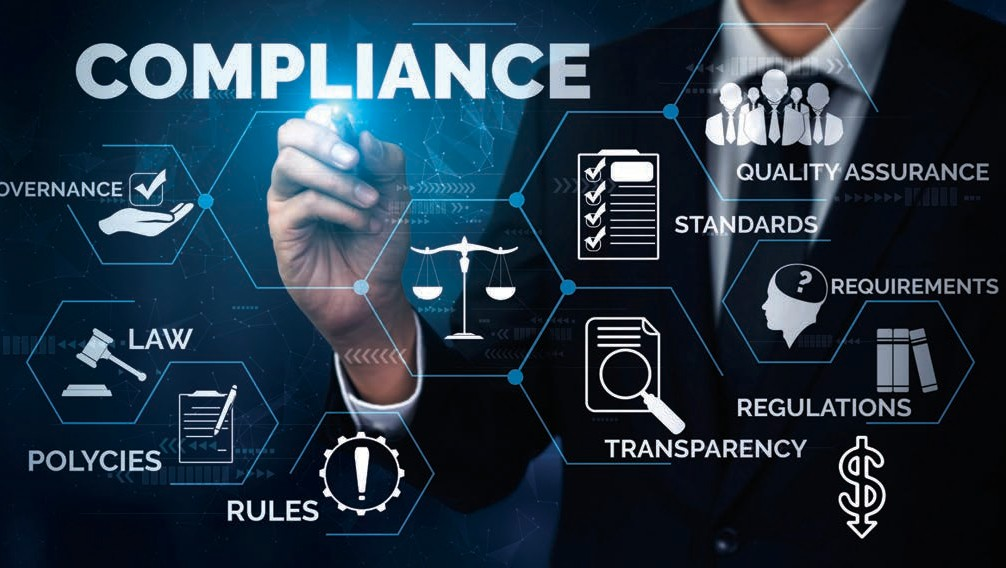 COMPLIANCE
QUALITY ASSURANCE
OVERNANCE
STANDARDS
REQUIREMENTS
LAW
REGULATIONS
TRANSPARENCY
POLYCIES
RULES